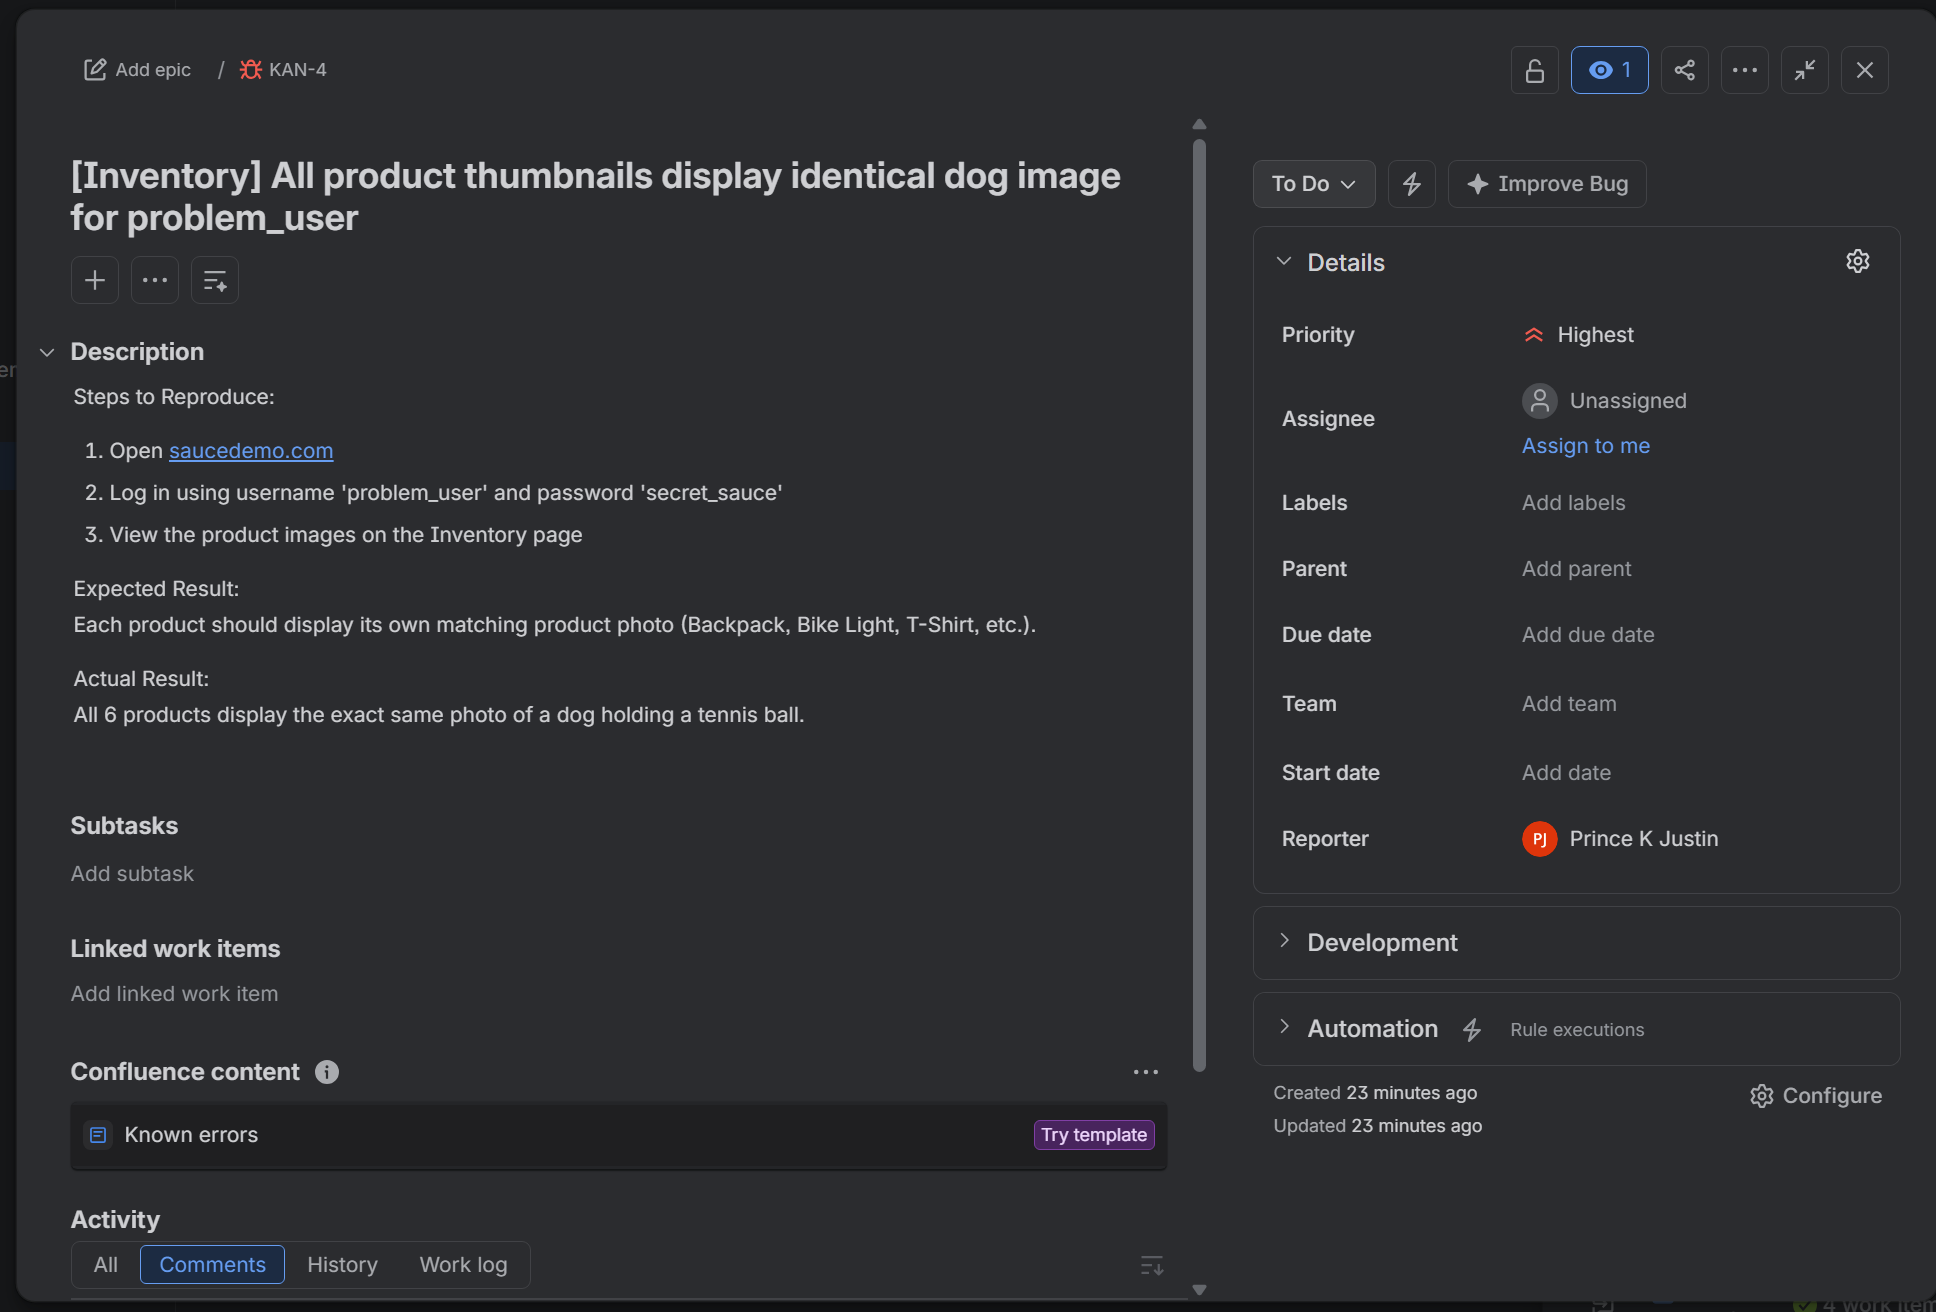 Add epic / KAN-4
1
[Inventory] All product thumbnails display identical dog image
for problem_user
Description
Steps to Reproduce:
1. Open saucedemo.com
2. Log in using username 'problem_user' and password 'secret_sauce'
3. View the product images on the Inventory page
Expected Result:
Each product should display its own matching product photo (Backpack, Bike Light, T-Shirt, etc.).
Actual Result:
All 6 products display the exact same photo of a dog holding a tennis ball.
Subtasks
Add subtask
Linked work items
Add linked work item
Confluence content
Known errors Try template
Activity
All Comments History Work log
To Do Improve Bug
Details
Priority Highest
Assignee Unassigned
Assign to me
Labels Add labels
Parent Add parent
Due date Add due date
Team Add team
Start date Add date
Reporter PJ Prince K Justin
Development
Automation Rule executions
Created 23 minutes ago
Updated 23 minutes ago
Configure
4 work